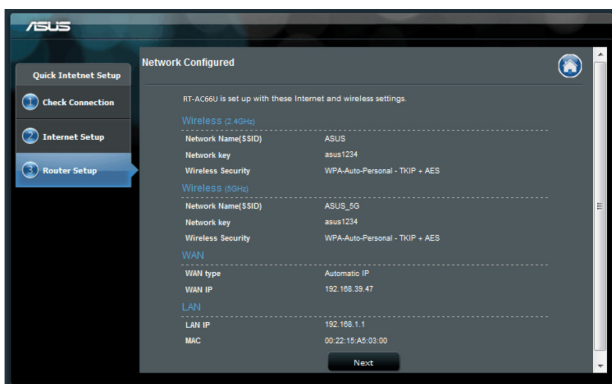 ASUS
Quick Intetnet Setup
1 Check Connection
2 Internet Setup
3 Router Setup
Network Configured
RT-AC66U is set up with these Internet and wireless settings.
Wireless (2.4GHz)
Network Name(SSID) ASUS
Network key asus1234
Wireless Security WPA-Auto-Personal - TKIP + AES
Wireless (5GHz)
Network Name(SSID) ASUS_5G
Network key asus1234
Wireless Security WPA-Auto-Personal - TKIP + AES
WAN
WAN type Automatic IP
WAN IP 192.168.39.47
LAN
LAN IP 192.168.1.1
MAC 00:22:15:A5:03:00
Next